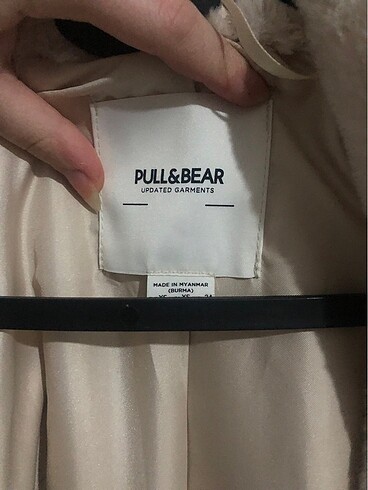 PULL&BEAR
UPDATED GARMENTS
MADE IN MYANMAR
(BURMA)